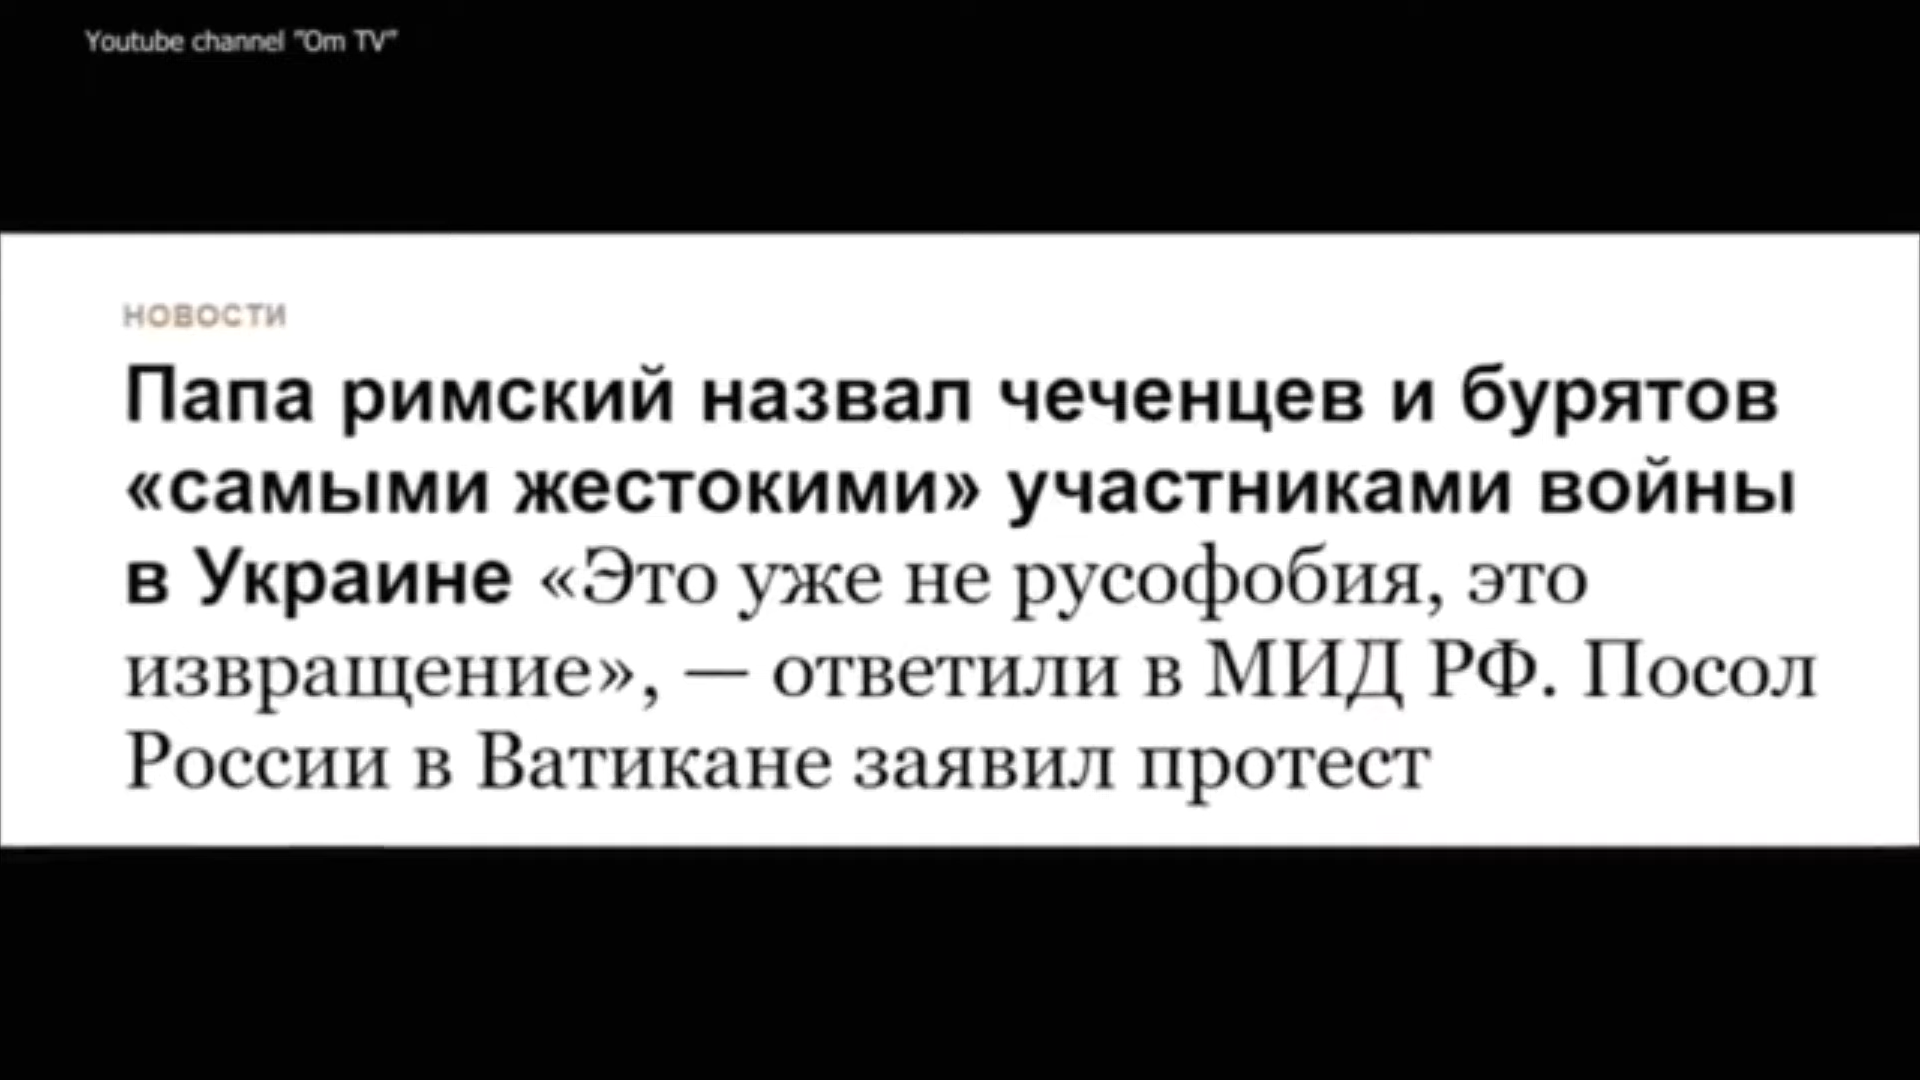 Youtube channel "Om TV"
НОВОСТИ
Папа римский назвал чеченцев и бурятов
«самыми жестокими» участниками войны
в Украине «Это уже не русофобия, это
извращение», — ответили в МИД РФ. Посол
России в Ватикане заявил протест